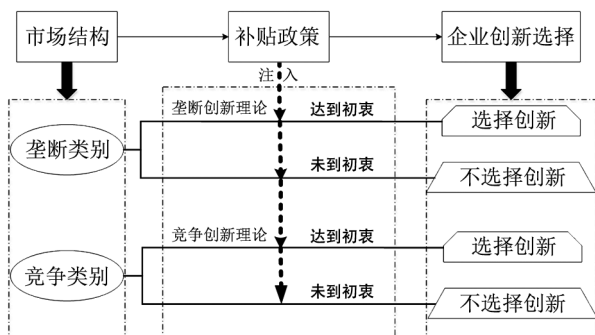 市场结构
补贴政策
企业创新选择
注 入
垄断创新理论
达到初衷
选择创新
垄断类别
未到初衷
不选择创新
竞争创新理论
达到初衷
选择创新
竞争类别
未到初衷
不选择创新